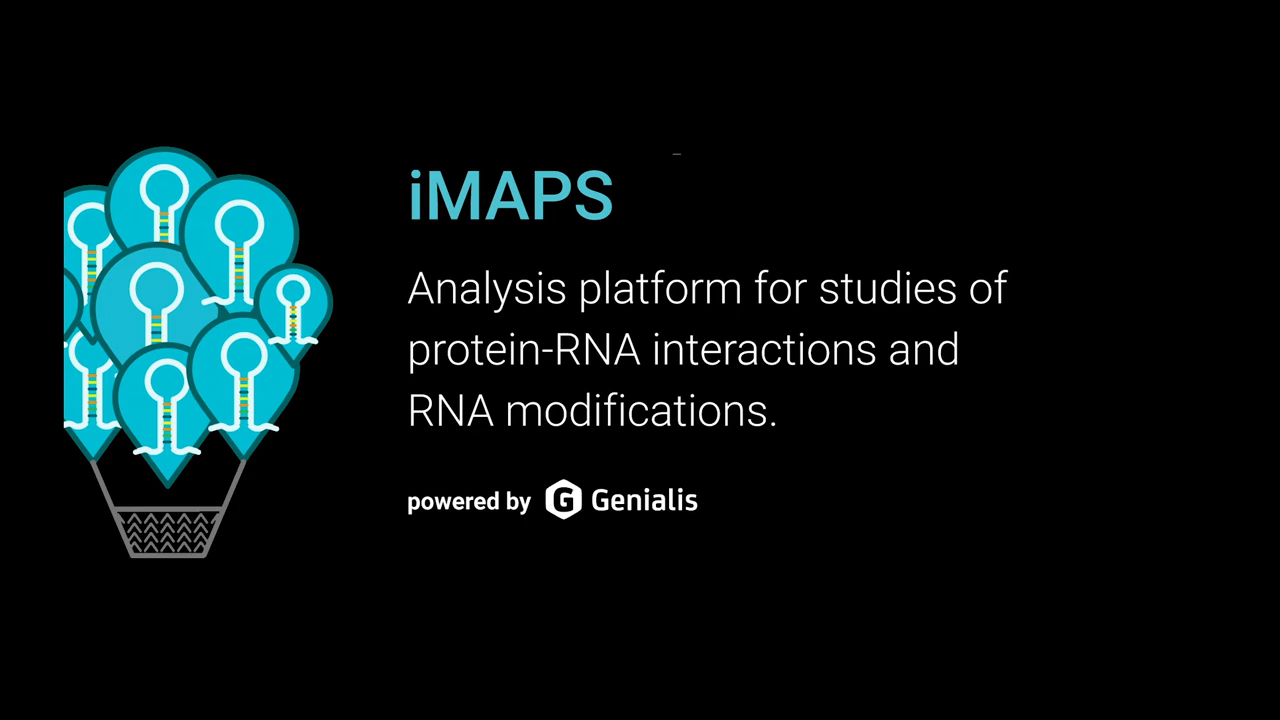 iMAPS
Analysis platform for studies of
protein-RNA interactions and
RNA modifications.
powered by G Genialis